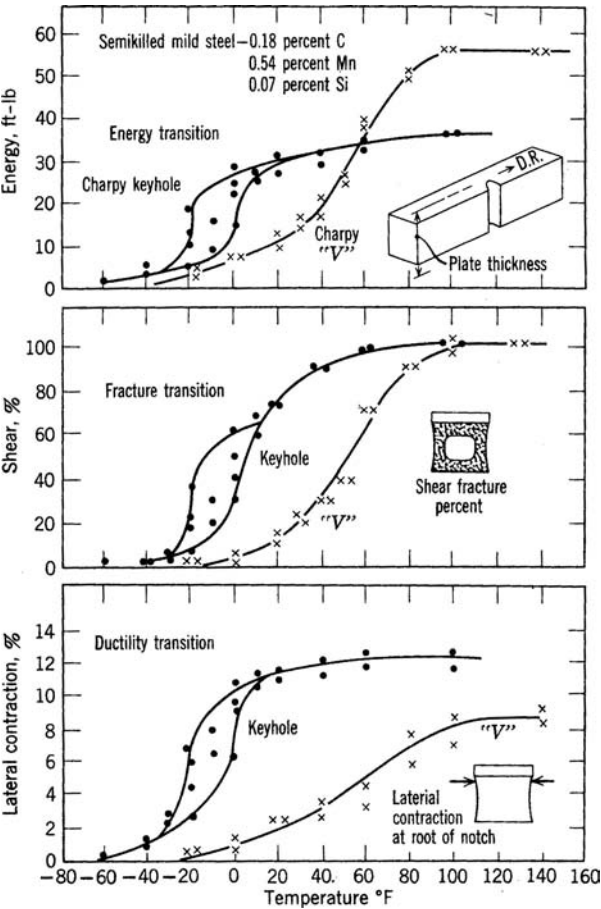 Semikilled mild steel—0.18 percent C
0.54 percent Mn
0.07 percent Si
Energy transition
Charpy keyhole
Charpy
"V"
D.R.
Plate thickness
Energy, ft-lb
60
50
40
30
20
10
0
Fracture transition
Keyhole
"V"
Shear fracture
percent
Shear, %
100
80
60
40
20
0
Ductility transition
Keyhole
"V"
Laterial
contraction
at root of notch
Lateral contraction, %
14
12
10
8
6
4
2
0
-80 -60 -40 -20 0 20 40 60 80 100 120 140 160
Temperature °F